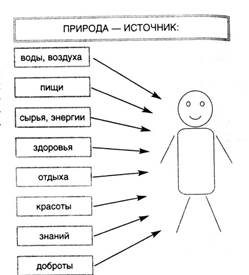 ПРИРОДА — ИСТОЧНИК:
воды, воздуха
пищи
сырья, энергии
здоровья
отдыха
красоты
знаний
доброты